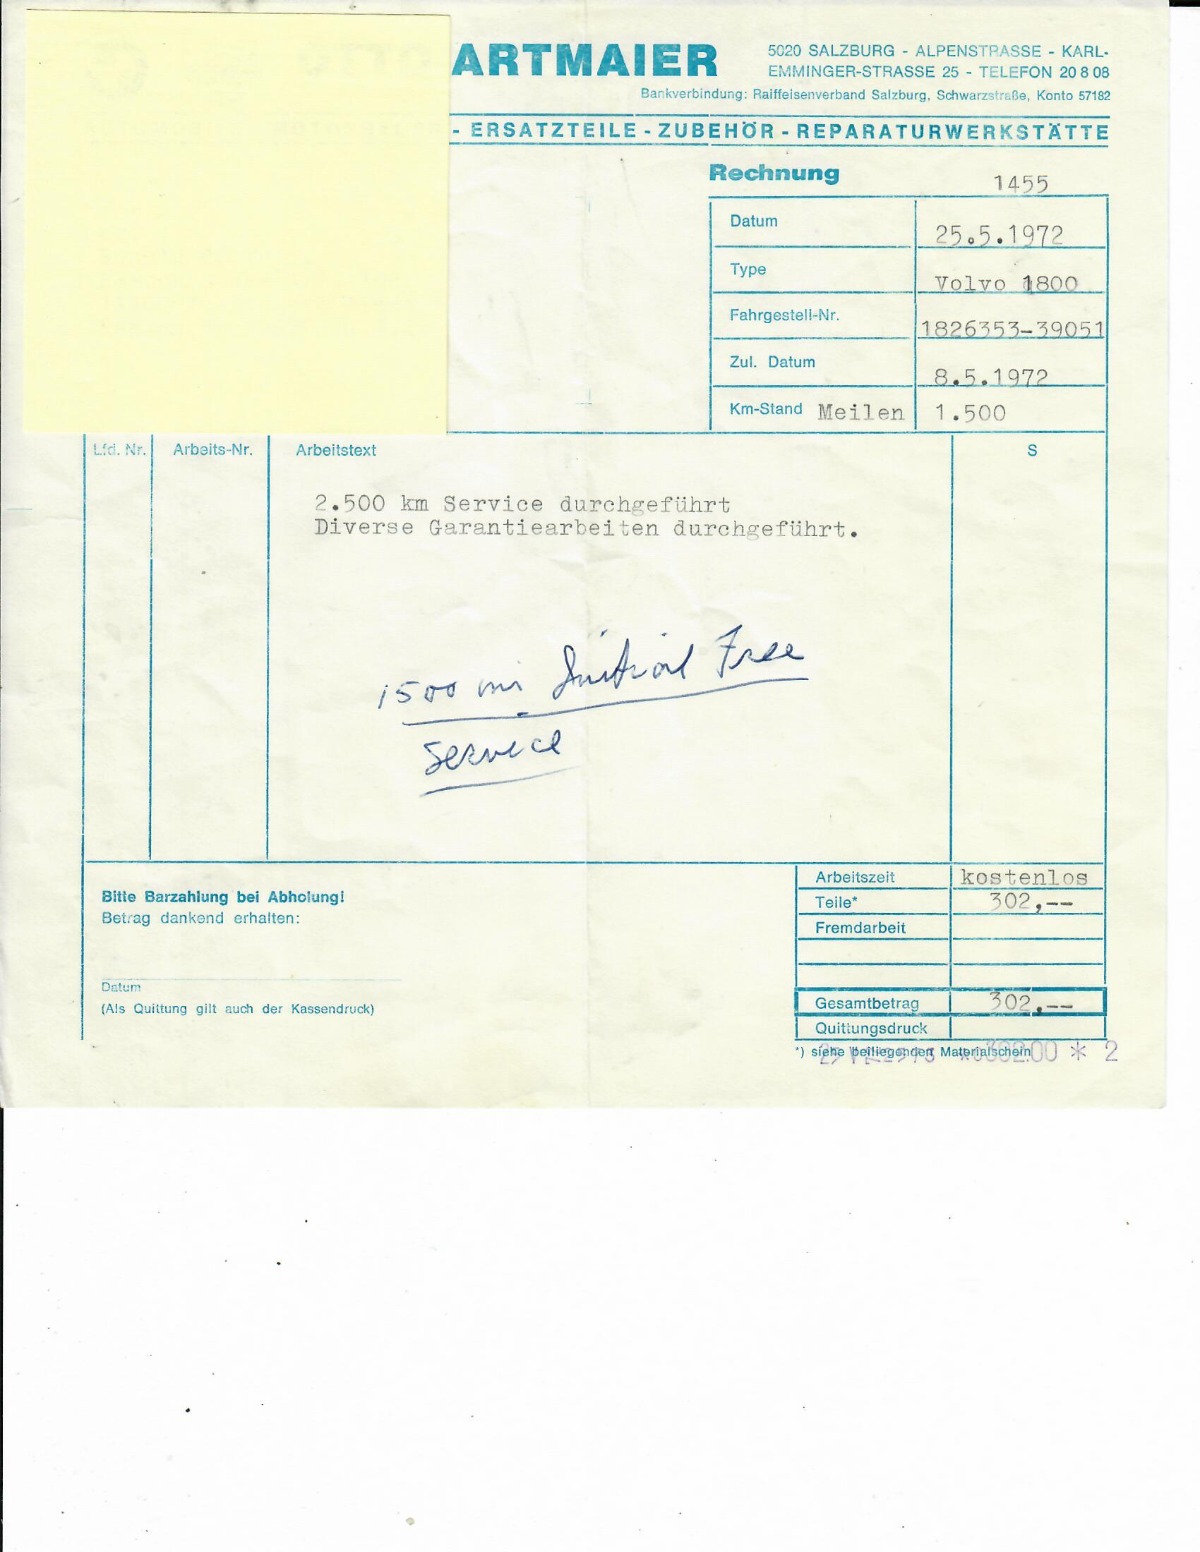 ARTMAIER
5020 SALZBURG - ALPENSTRASSE - KARL-
EMMINGER-STRASSE 25 - TELEFON 20 8 08
Bankverbindung: Raiffeisenverband Salzburg, Schwarzstraße, Konto 57182
- ERSATZTEILE - ZUBEHÖR - REPARATURWERKSTÄTTE
Rechnung 1455
Datum 25.5.1972
Type Volvo 1800
Fahrgestell-Nr. 1826353-39051
Zul. Datum 8.5.1972
Km-Stand Meilen 1.500
Lfd. Nr. Arbeits-Nr. Arbeitstext S
2.500 km Service durchgeführt
Diverse Garantiearbeiten durchgeführt.
1500 mi Initial Free
Service
Arbeitszeit kostenlos
Bitte Barzahlung bei Abholung!
Teile* 302,--
Betrag dankend erhalten:
Fremdarbeit
Datum
(Als Quittung gilt auch der Kassendruck)
Gesamtbetrag 302,--
Quittungsdruck
*) siehe beiliegenden Materialschein
302.00 * 2